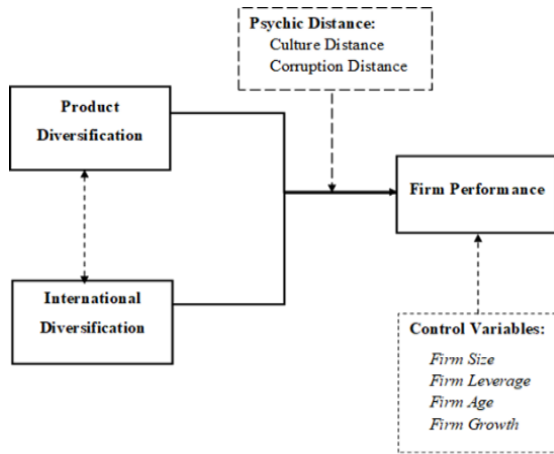 Psychic Distance:
Culture Distance
Corruption Distance
Product
Diversification
Firm Performance
International
Diversification
Control Variables:
Firm Size
Firm Leverage
Firm Age
Firm Growth